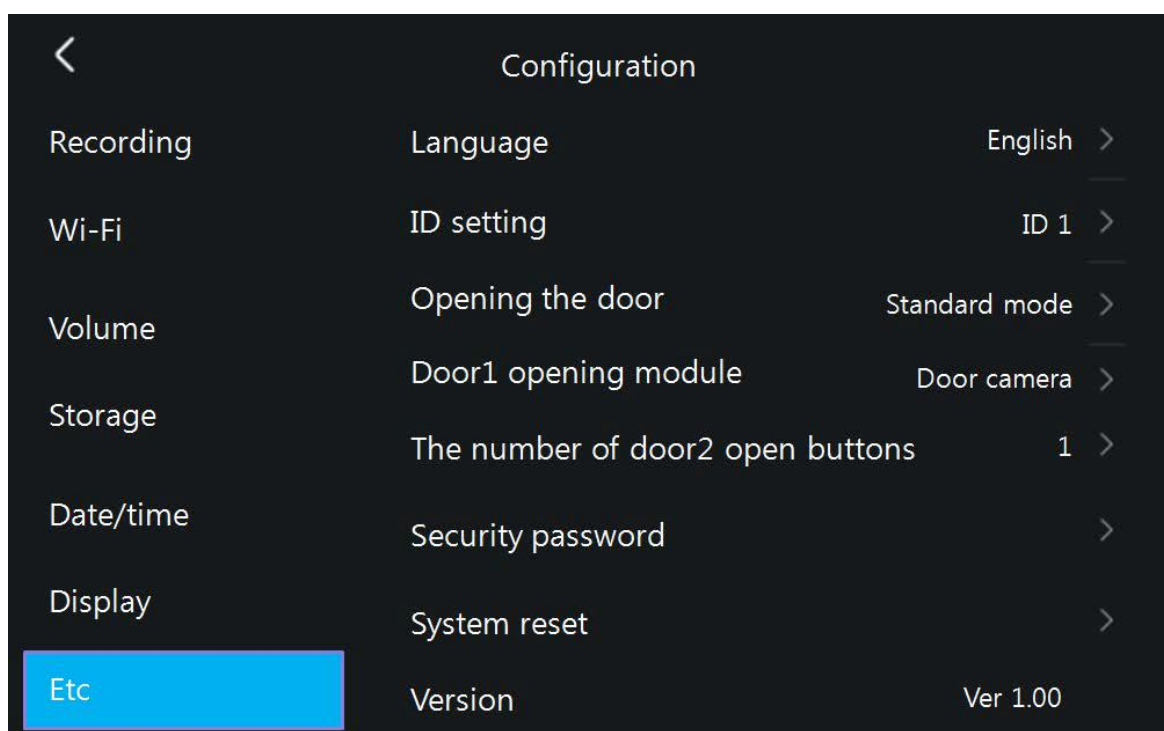 Configuration
Recording
Language English
Wi-Fi
ID setting ID 1
Opening the door Standard mode
Volume
Door1 opening module Door camera
Storage
The number of door2 open buttons 1
Date/time
Security password
Display
System reset
Etc
Version Ver 1.00